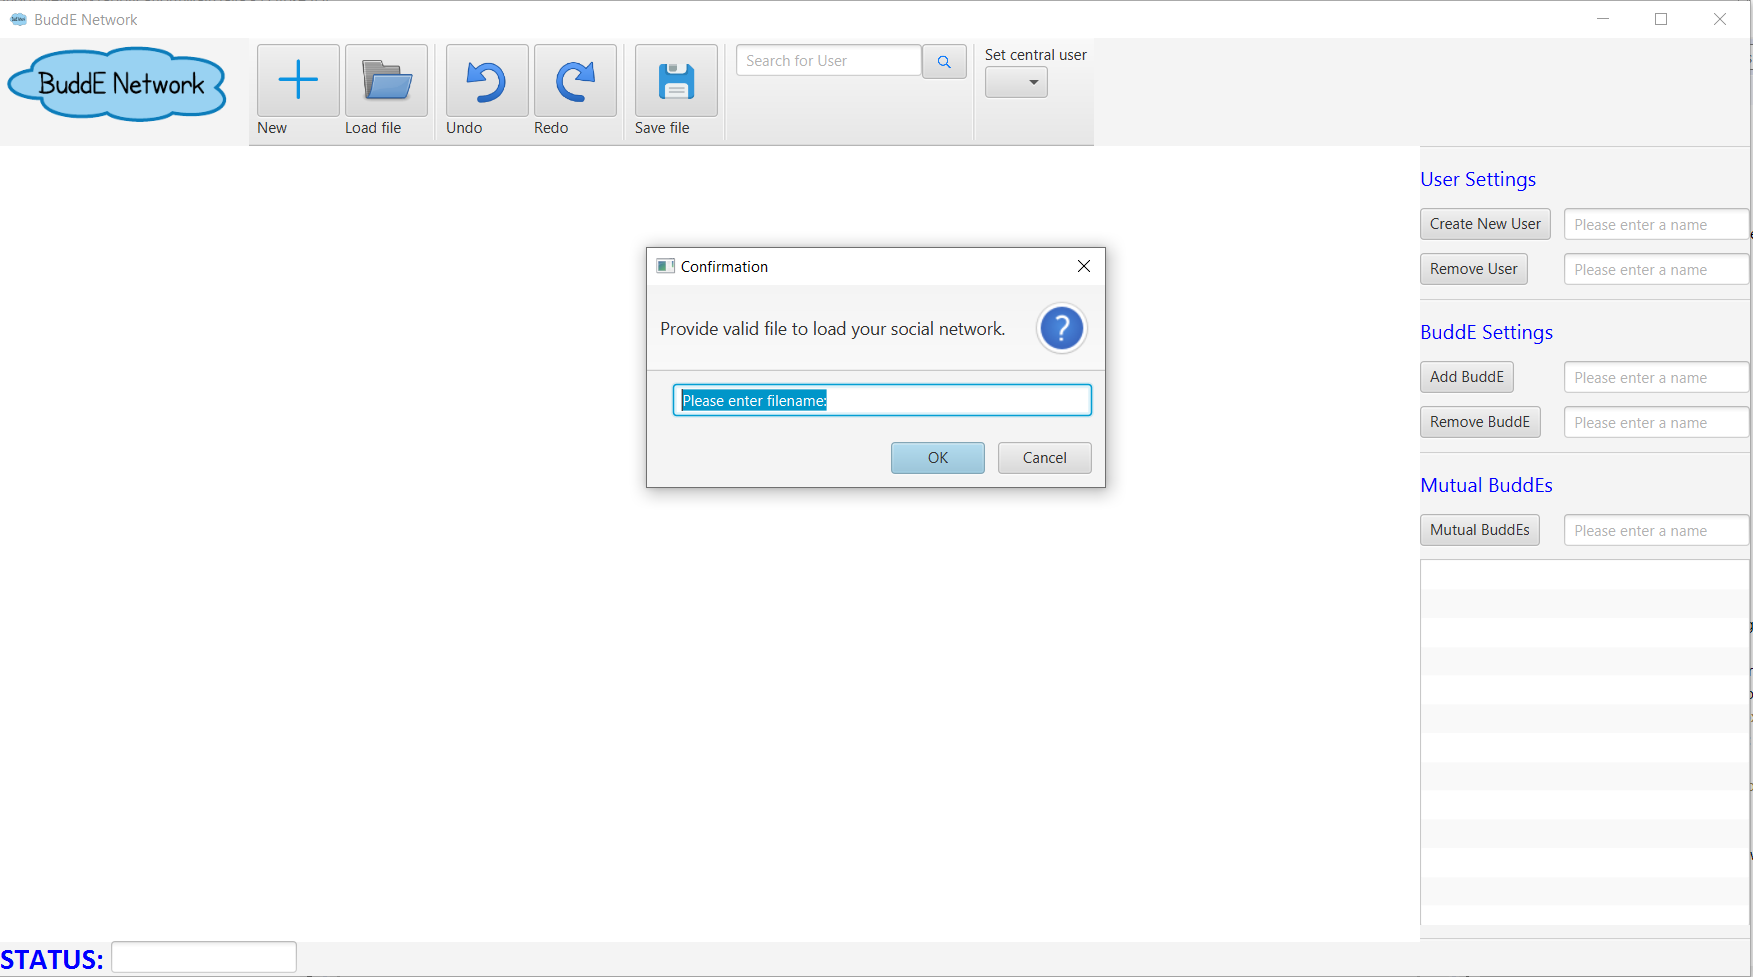 BuddE Network
BuddE Network
New
Load file
Undo
Redo
Save file
Search for User
Set central user
User Settings
Create New User
Please enter a name
Remove User
Please enter a name
Confirmation
Provide valid file to load your social network.
?
Please enter filename:
OK
Cancel
BuddE Settings
Add BuddE
Please enter a name
Remove BuddE
Please enter a name
Mutual BuddEs
Mutual BuddEs
Please enter a name
STATUS: